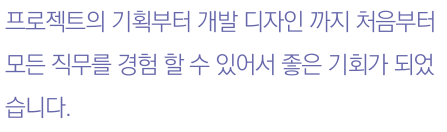 프로젝트의 기획부터 개발 디자인 까지 처음부터
모든 직무를 경험 할 수 있어서 좋은 기회가 되었
습니다.